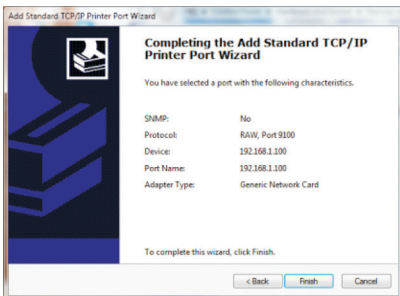 Add Standard TCP/IP Printer Port Wizard
Completing the Add Standard TCP/IP
Printer Port Wizard
You have selected a port with the following characteristics.
SNMP: No
Protocol: RAW, Port 9100
Device: 192.168.1.100
Port Name: 192.168.1.100
Adapter Type: Generic Network Card
To complete this wizard, click Finish.
< Back Finish Cancel